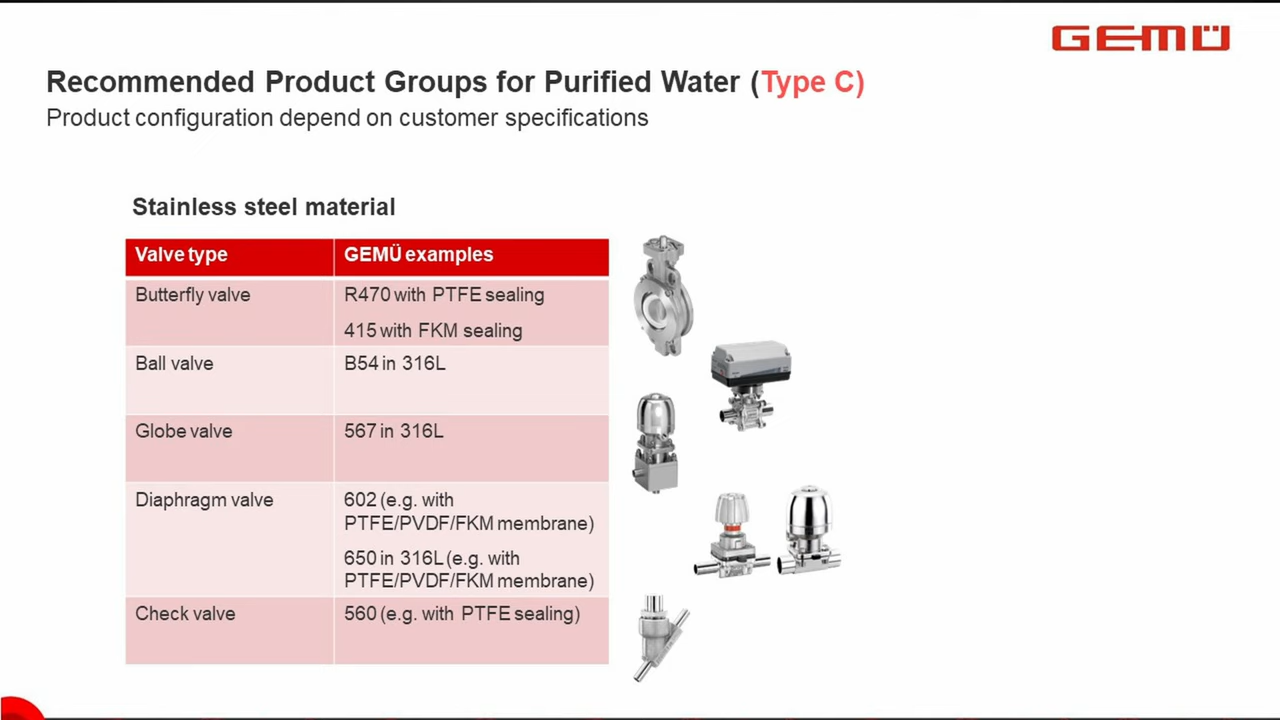 GEMÜ
Recommended Product Groups for Purified Water (Type C)
Product configuration depend on customer specifications
Stainless steel material
Valve type GEMÜ examples
Butterfly valve R470 with PTFE sealing
415 with FKM sealing
Ball valve B54 in 316L
Globe valve 567 in 316L
Diaphragm valve 602 (e.g. with
PTFE/PVDF/FKM membrane)
650 in 316L (e.g. with
PTFE/PVDF/FKM membrane)
Check valve 560 (e.g. with PTFE sealing)